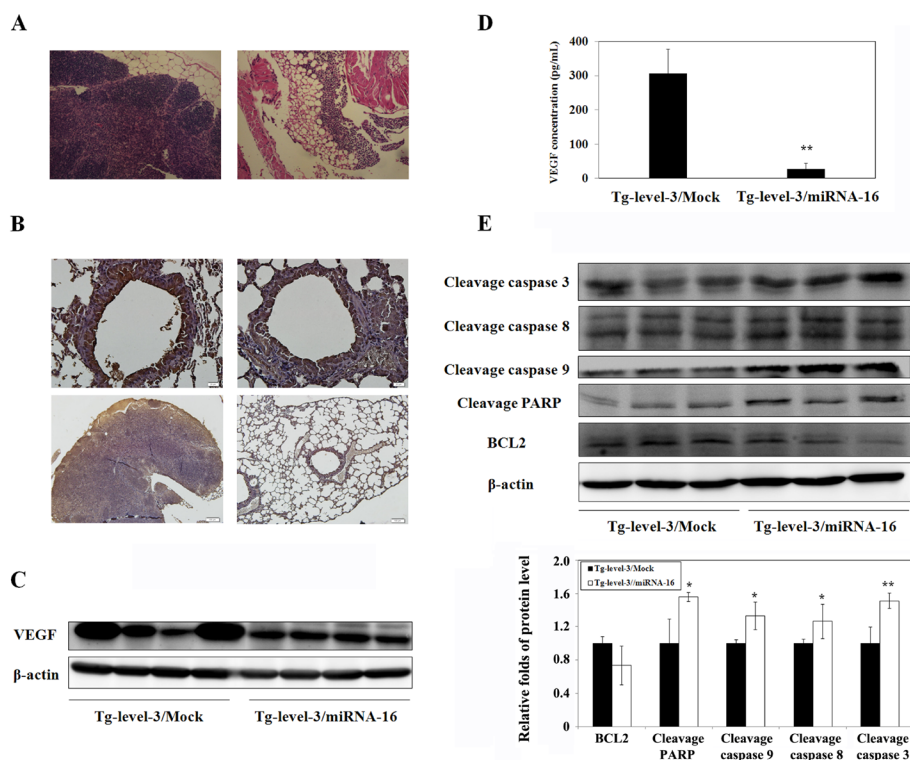 A
B
C
VEGF
β-actin
Tg-level-3/Mock Tg-level-3/miRNA-16
D
VEGF concentration (pg/mL)
400
300
200
100
0
**
Tg-level-3/Mock Tg-level-3/miRNA-16
E
Cleavage caspase 3
Cleavage caspase 8
Cleavage caspase 9
Cleavage PARP
BCL2
β-actin
Tg-level-3/Mock Tg-level-3/miRNA-16
Relative folds of protein level
1.6
2.0
1.2
0.8
0.4
0
Tg-level-3/Mock
Tg-level-3//miRNA-16
* * * **
BCL2 Cleavage Cleavage Cleavage Cleavage
PARP caspase 9 caspase 8 caspase 3